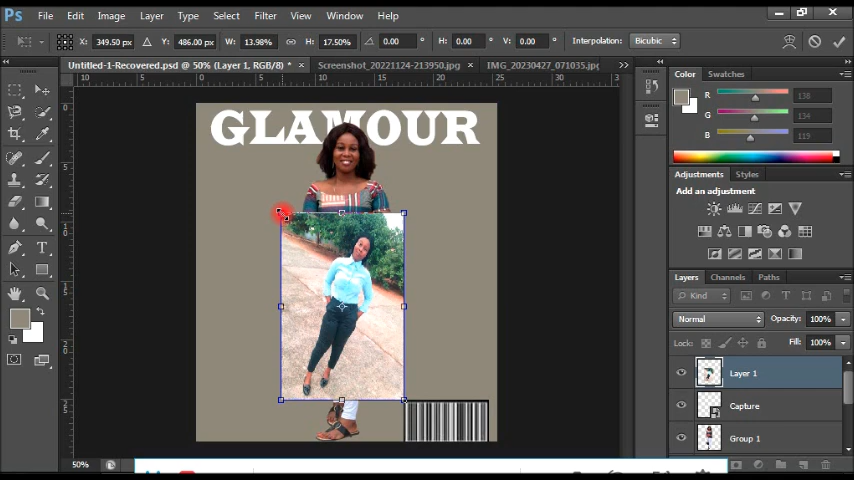 Ps File Edit Image Layer Type Select Filter View Window Help
X: 349.50 px Y: 486.00 px W: 13.98% H: 17.50% 0.00 ° H: 0.00 ° V: 0.00 ° Interpolation: Bicubic
Untitled-1-Recovered.psd @ 50% (Layer 1, RGB/8) * × Screenshot_20221124-213950.jpg × IMG_20230427_071035.jpg
GLAMOUR
Color Swatches
R 138
G 134
B 119
Adjustments Styles
Add an adjustment
Layers Channels Paths
Kind
Normal Opacity: 100%
Lock: Fill: 100%
Layer 1
Capture
Group 1
50%